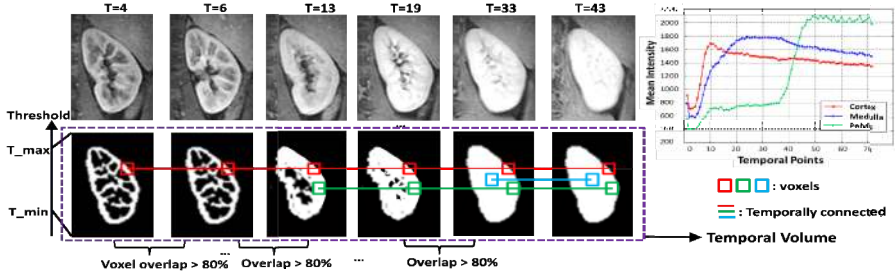 T=4 T=6 T=13 T=19 T=33 T=43
Threshold
T_max
T_min
...
Voxel overlap > 80% ... Overlap > 80% ... Overlap > 80%
Temporal Volume
Mean Intensity
2000
1800
1600
1400
1200
1000
800
600
Cortex
Medulla
Pelvis
0 10 20 30 40 50 60 70
Temporal Points
: voxels
: Temporally connected